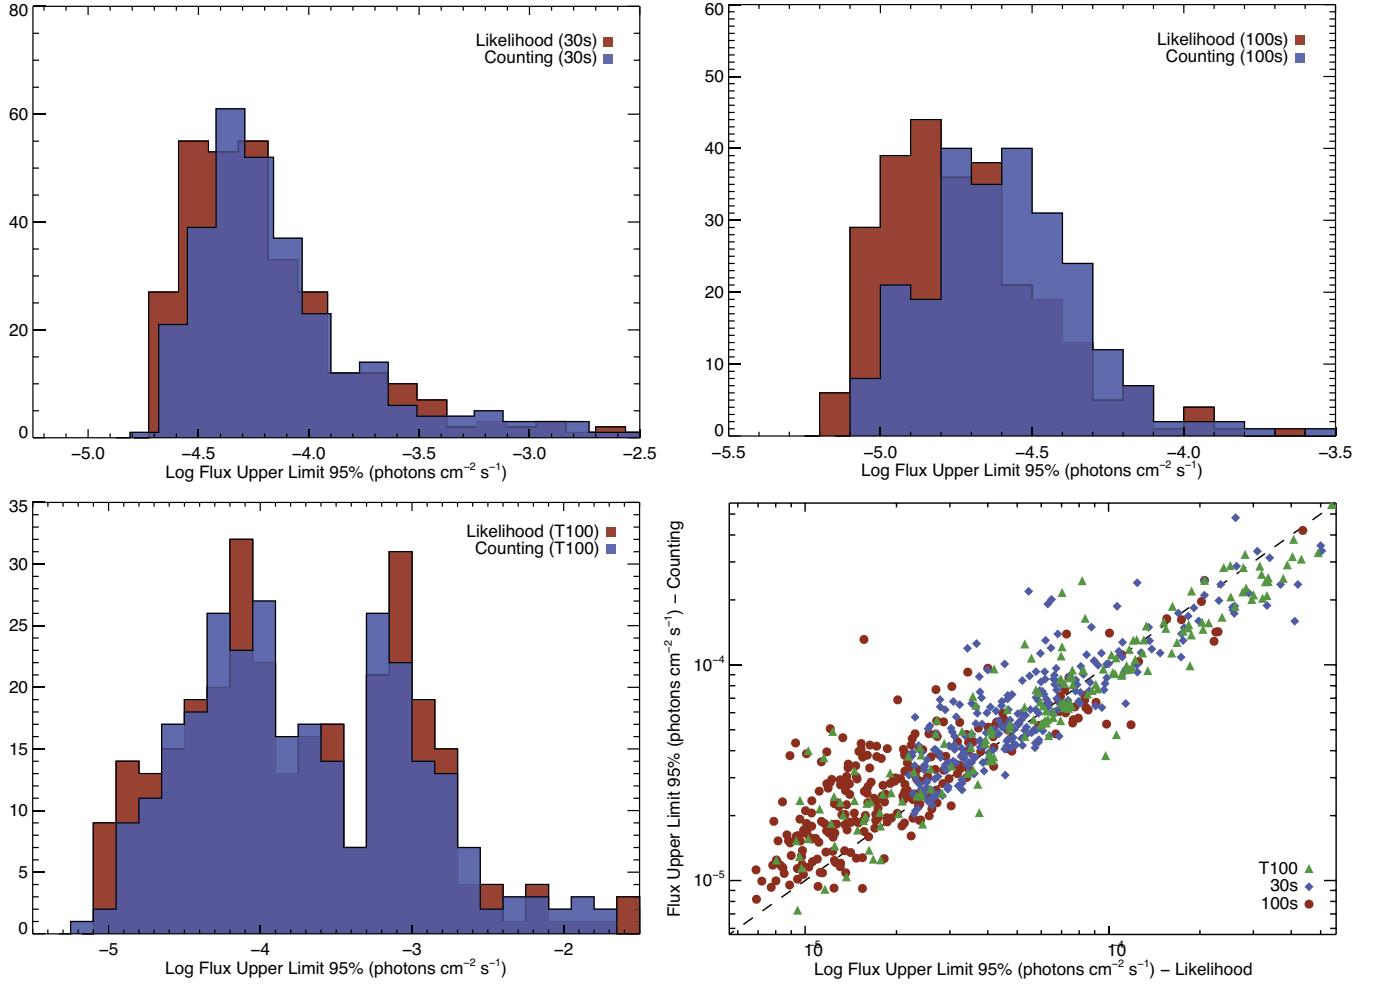 80
60
40
20
0
Likelihood (30s)
Counting (30s)
−5.0 −4.5 −4.0 −3.5 −3.0 −2.5
Log Flux Upper Limit 95% (photons cm⁻² s⁻¹)
60
50
40
30
20
10
0
Likelihood (100s)
Counting (100s)
−5.5 −5.0 −4.5 −4.0 −3.5
Log Flux Upper Limit 95% (photons cm⁻² s⁻¹)
35
30
25
20
15
10
5
0
Likelihood (T100)
Counting (T100)
−5 −4 −3 −2
Log Flux Upper Limit 95% (photons cm⁻² s⁻¹)
Flux Upper Limit 95% (photons cm⁻² s⁻¹) − Counting
10⁻⁴
10⁻⁵
T100
30s
100s
Log Flux Upper Limit 95% (photons cm⁻² s⁻¹) − Likelihood